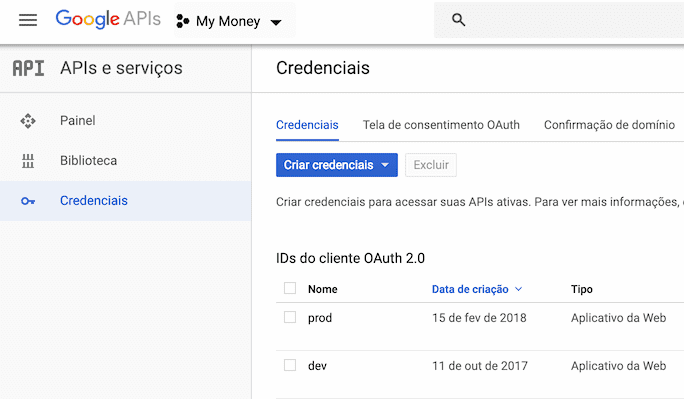 Google APIs
My Money
API
APIs e serviços
Painel
Biblioteca
Credenciais
Credenciais
Credenciais
Tela de consentimento OAuth
Confirmação de domínio
Criar credenciais
Excluir
Criar credenciais para acessar suas APIs ativas. Para ver mais informações,
IDs do cliente OAuth 2.0
Nome Data de criação Tipo
prod 15 de fev de 2018 Aplicativo da Web
dev 11 de out de 2017 Aplicativo da Web